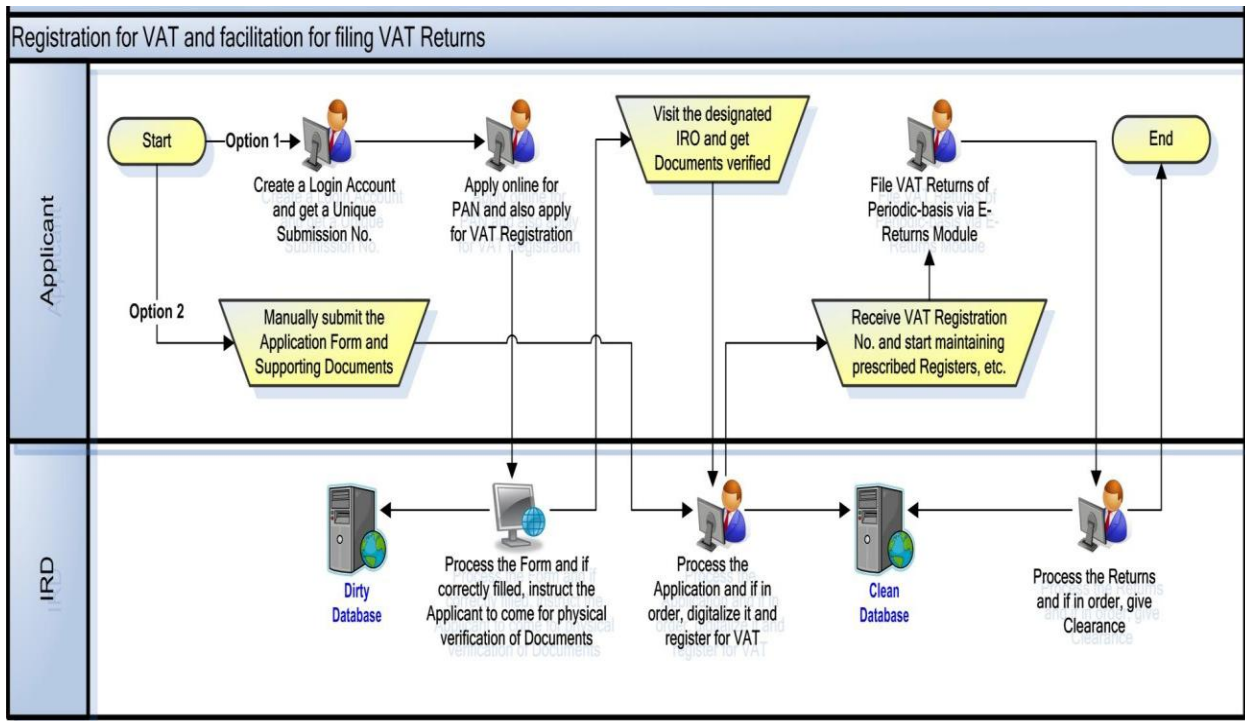 Registration for VAT and facilitation for filing VAT Returns
Applicant
Start
Option 1
Create a Login Account
and get a Unique
Submission No.
Apply online for
PAN and also apply
for VAT Registration
Visit the designated
IRO and get
Documents verified
File VAT Returns of
Periodic-basis via E-
Returns Module
End
Option 2
Manually submit the
Application Form and
Supporting Documents
Receive VAT Registration
No. and start maintaining
prescribed Registers, etc.
IRD
Dirty
Database
Process the Form and if
correctly filled, instruct the
Applicant to come for physical
verification of Documents
Process the
Application and if in
order, digitalize it and
register for VAT
Clean
Database
Process the Returns
and if in order, give
Clearance